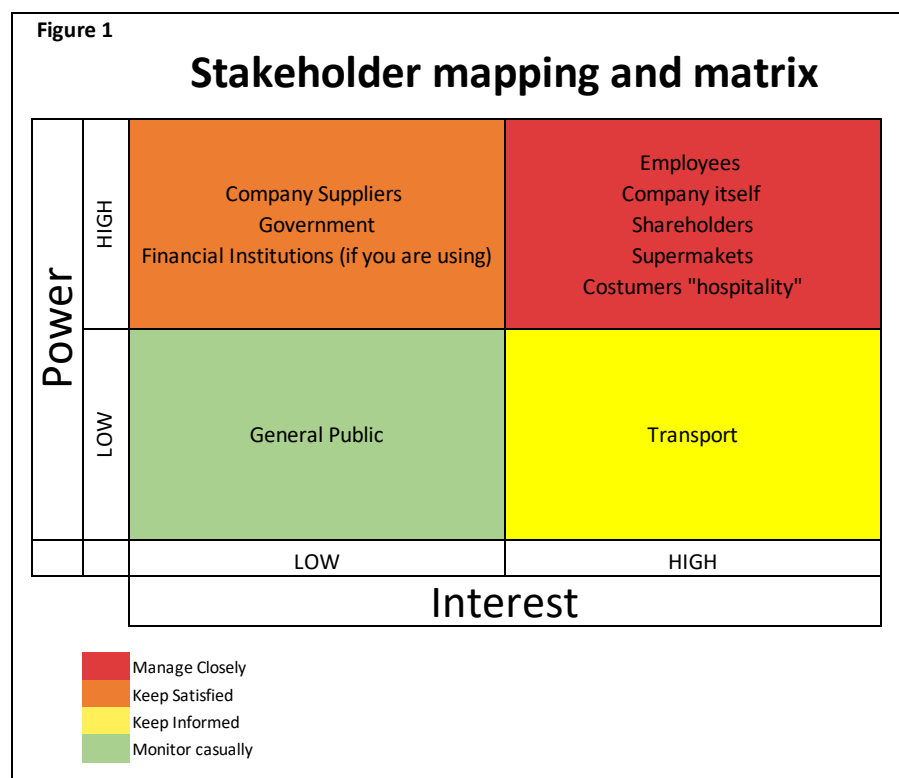 Figure 1
Stakeholder mapping and matrix
Power
HIGH
Company Suppliers
Government
Financial Institutions (if you are using)
Employees
Company itself
Shareholders
Supermakets
Costumers "hospitality"
LOW
General Public
Transport
LOW
HIGH
Interest
Manage Closely
Keep Satisfied
Keep Informed
Monitor casually